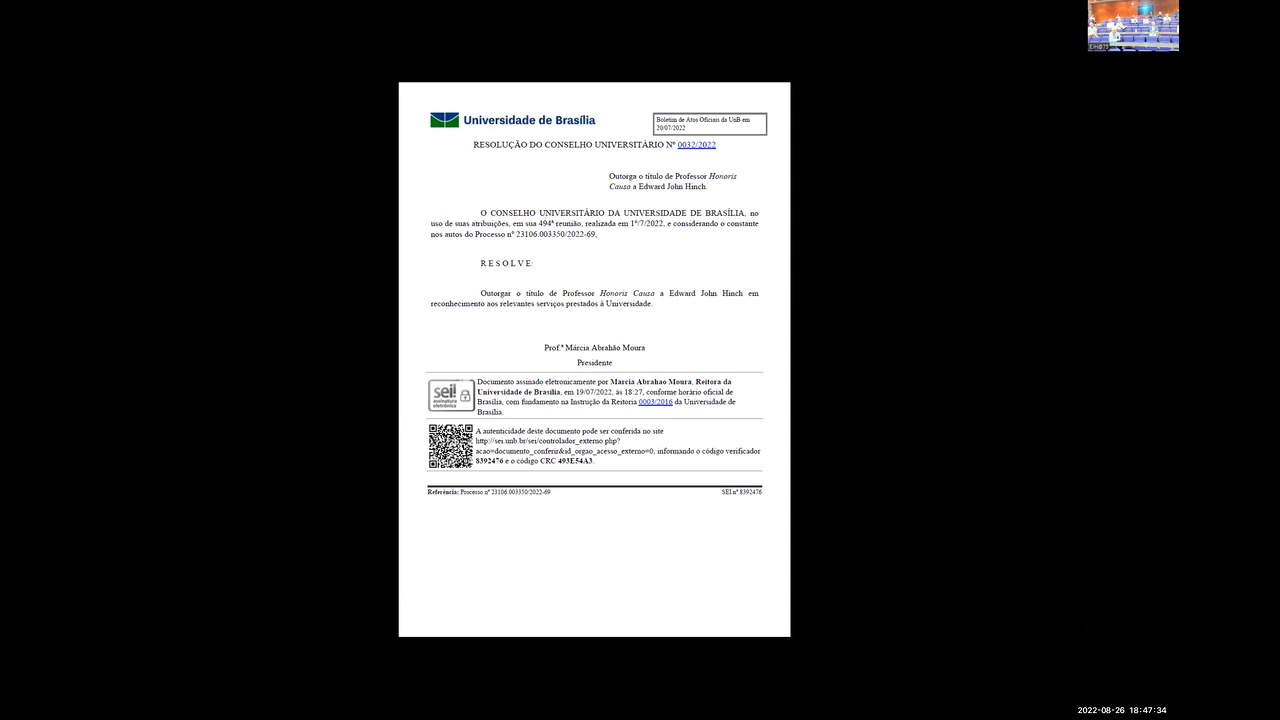 EJH@79
Universidade de Brasília
Boletim de Atos Oficiais da UnB em
20/07/2022
RESOLUÇÃO DO CONSELHO UNIVERSITÁRIO Nº 0032/2022
Outorga o título de Professor Honoris
Causa a Edward John Hinch.
O CONSELHO UNIVERSITÁRIO DA UNIVERSIDADE DE BRASÍLIA, no
uso de suas atribuições, em sua 494ª reunião, realizada em 1º/7/2022, e considerando o constante
nos autos do Processo nº 23106.003350/2022-69,
R E S O L V E:
Outorgar o título de Professor Honoris Causa a Edward John Hinch em
reconhecimento aos relevantes serviços prestados à Universidade.
Prof.ª Márcia Abrahão Moura
Presidente
sei!
assinatura
eletrônica
Documento assinado eletronicamente por Marcia Abrahao Moura, Reitora da
Universidade de Brasília, em 19/07/2022, às 18:27, conforme horário oficial de
Brasília, com fundamento na Instrução da Reitoria 0003/2016 da Universidade de
Brasília.
A autenticidade deste documento pode ser conferida no site
http://sei.unb.br/sei/controlador_externo.php?
acao=documento_conferir&id_orgao_acesso_externo=0, informando o código verificador
8392476 e o código CRC 493E54A3.
Referência: Processo nº 23106.003350/2022-69
SEI nº 8392476
2022-08-26 18:47:34